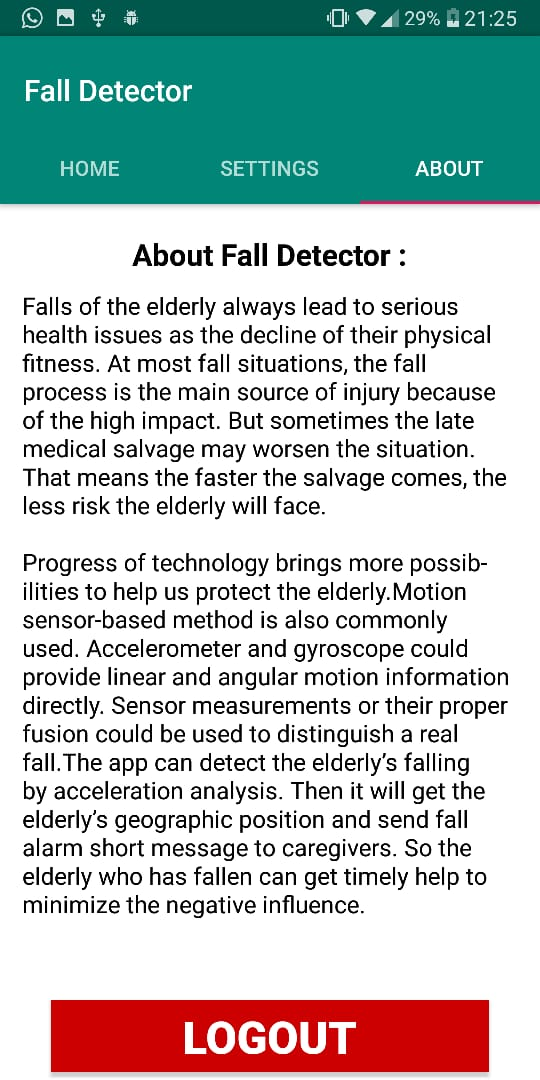 29% 21:25
Fall Detector
HOME SETTINGS ABOUT
About Fall Detector :
Falls of the elderly always lead to serious
health issues as the decline of their physical
fitness. At most fall situations, the fall
process is the main source of injury because
of the high impact. But sometimes the late
medical salvage may worsen the situation.
That means the faster the salvage comes, the
less risk the elderly will face.
Progress of technology brings more possib-
ilities to help us protect the elderly.Motion
sensor-based method is also commonly
used. Accelerometer and gyroscope could
provide linear and angular motion information
directly. Sensor measurements or their proper
fusion could be used to distinguish a real
fall.The app can detect the elderly’s falling
by acceleration analysis. Then it will get the
elderly’s geographic position and send fall
alarm short message to caregivers. So the
elderly who has fallen can get timely help to
minimize the negative influence.
LOGOUT